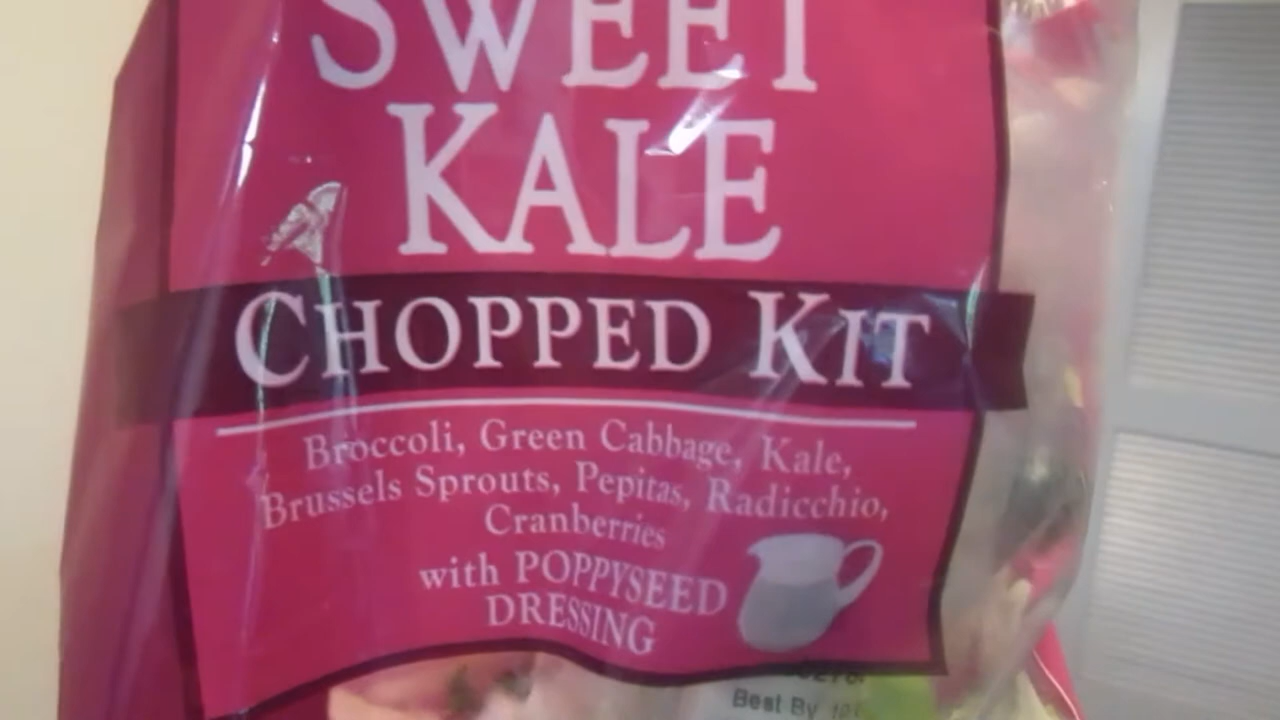 SWEET
KALE
CHOPPED KIT
Broccoli, Green Cabbage, Kale,
Brussels Sprouts, Pepitas, Radicchio,
Cranberries
with POPPYSEED
DRESSING
Best By